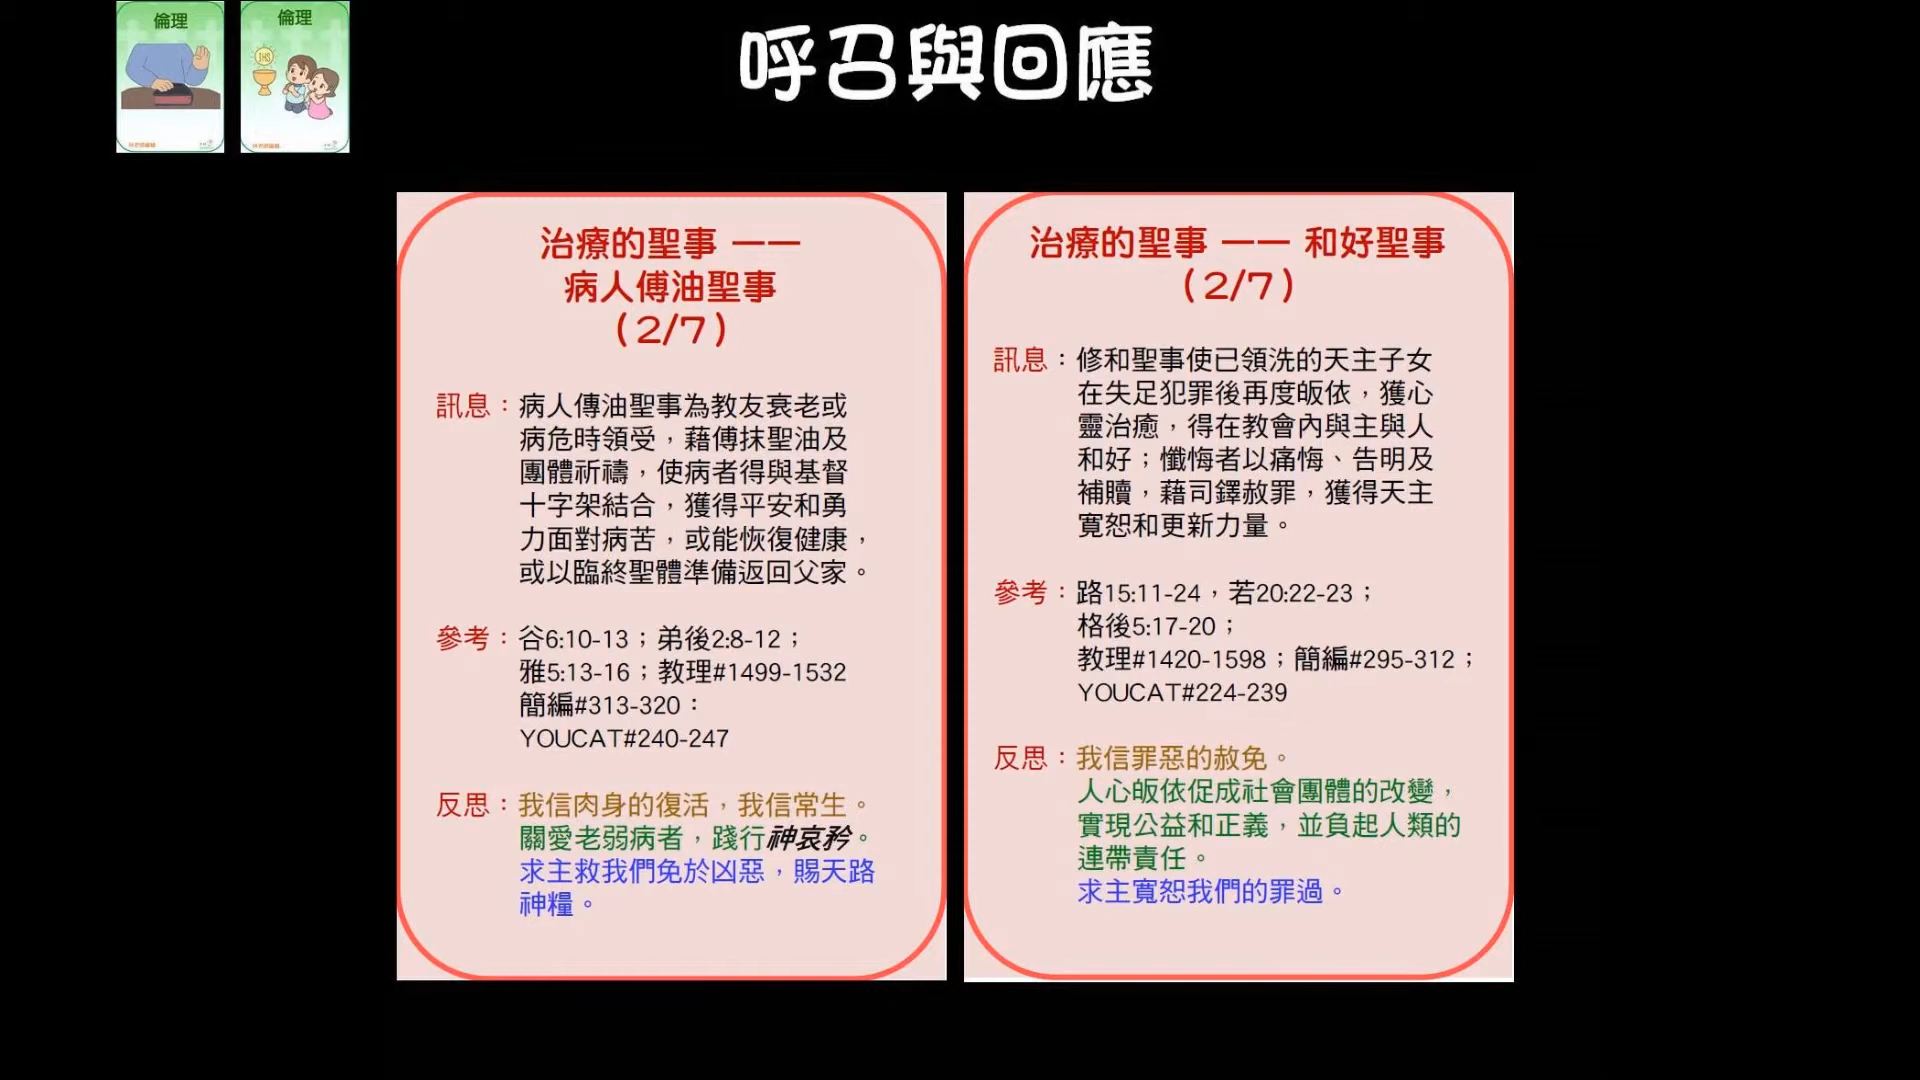 倫理
倫理
IHS
呼召與回應
治療的聖事 一一
病人傅油聖事
（2/7）
訊息：病人傅油聖事為教友衰老或
病危時領受，藉傅抹聖油及
團體祈禱，使病者得與基督
十字架結合，獲得平安和勇
力面對病苦，或能恢復健康，
或以臨終聖體準備返回父家。
參考：谷6:10-13；弟後2:8-12；
雅5:13-16；教理#1499-1532
簡編#313-320：
YOUCAT#240-247
反思：我信肉身的復活，我信常生。
關愛老弱病者，踐行神哀矜。
求主救我們免於凶惡，賜天路
神糧。
治療的聖事 一一 和好聖事
（2/7）
訊息：修和聖事使已領洗的天主子女
在失足犯罪後再度皈依，獲心
靈治癒，得在教會內與主與人
和好；懺悔者以痛悔、告明及
補贖，藉司鐸赦罪，獲得天主
寬恕和更新力量。
參考：路15:11-24，若20:22-23；
格後5:17-20；
教理#1420-1598；簡編#295-312；
YOUCAT#224-239
反思：我信罪惡的赦免。
人心皈依促成社會團體的改變，
實現公益和正義，並負起人類的
連帶責任。
求主寬恕我們的罪過。